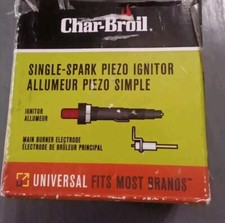 Char-Broil
SINGLE-SPARK PIEZO IGNITOR
ALLUMEUR PIEZO SIMPLE
IGNITOR
ALLUMEUR
MAIN BURNER ELECTRODE
ÉLECTRODE DE BRÛLEUR PRINCIPAL
UNIVERSAL FITS MOST BRANDS™